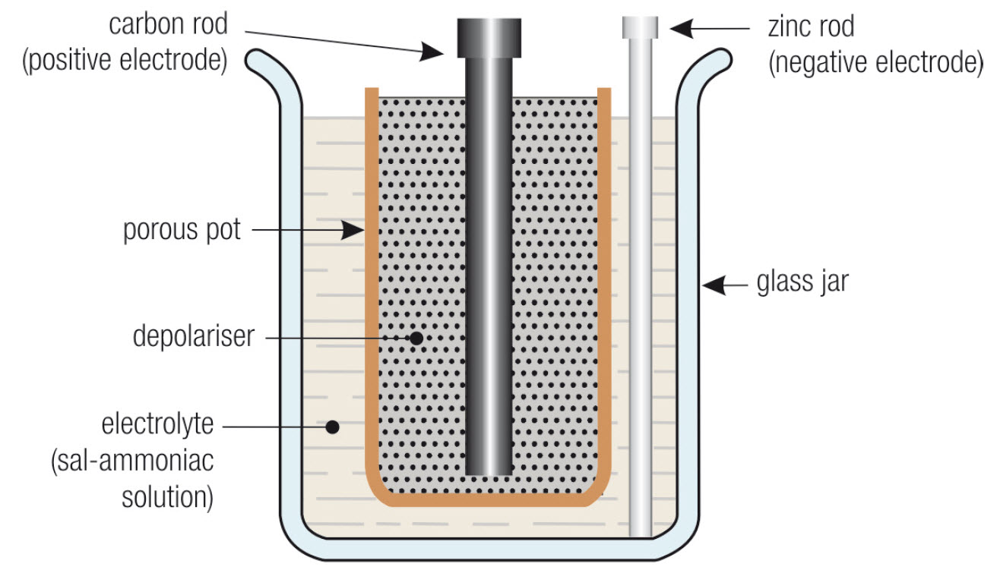 carbon rod
(positive electrode)
zinc rod
(negative electrode)
porous pot
glass jar
depolariser
electrolyte
(sal-ammoniac
solution)